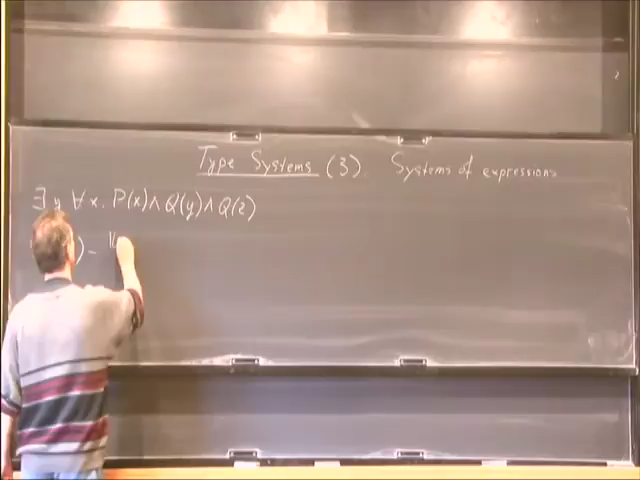 Type Systems (3) Systems of expressions
∃ y ∀ x. P(x) ∧ Q(y) ∧ Q(z)
) –